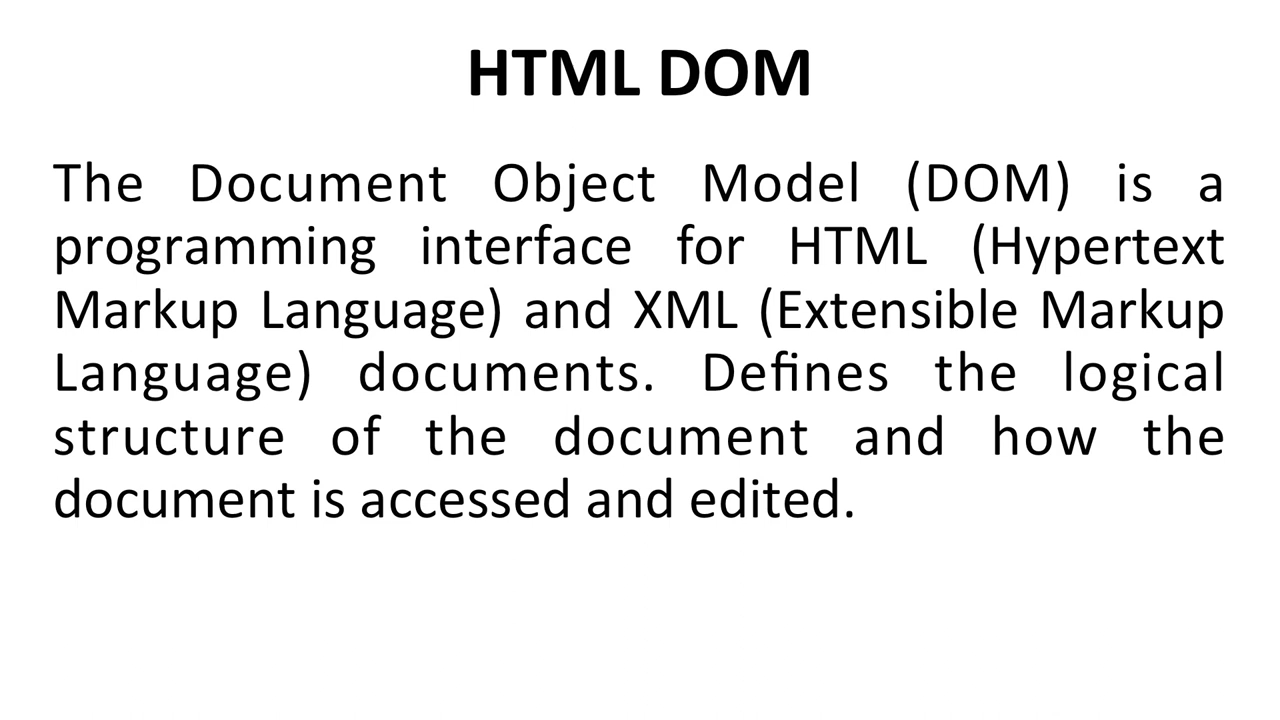 HTML DOM
The Document Object Model (DOM) is a
programming interface for HTML (Hypertext
Markup Language) and XML (Extensible Markup
Language) documents. Defines the logical
structure of the document and how the
document is accessed and edited.